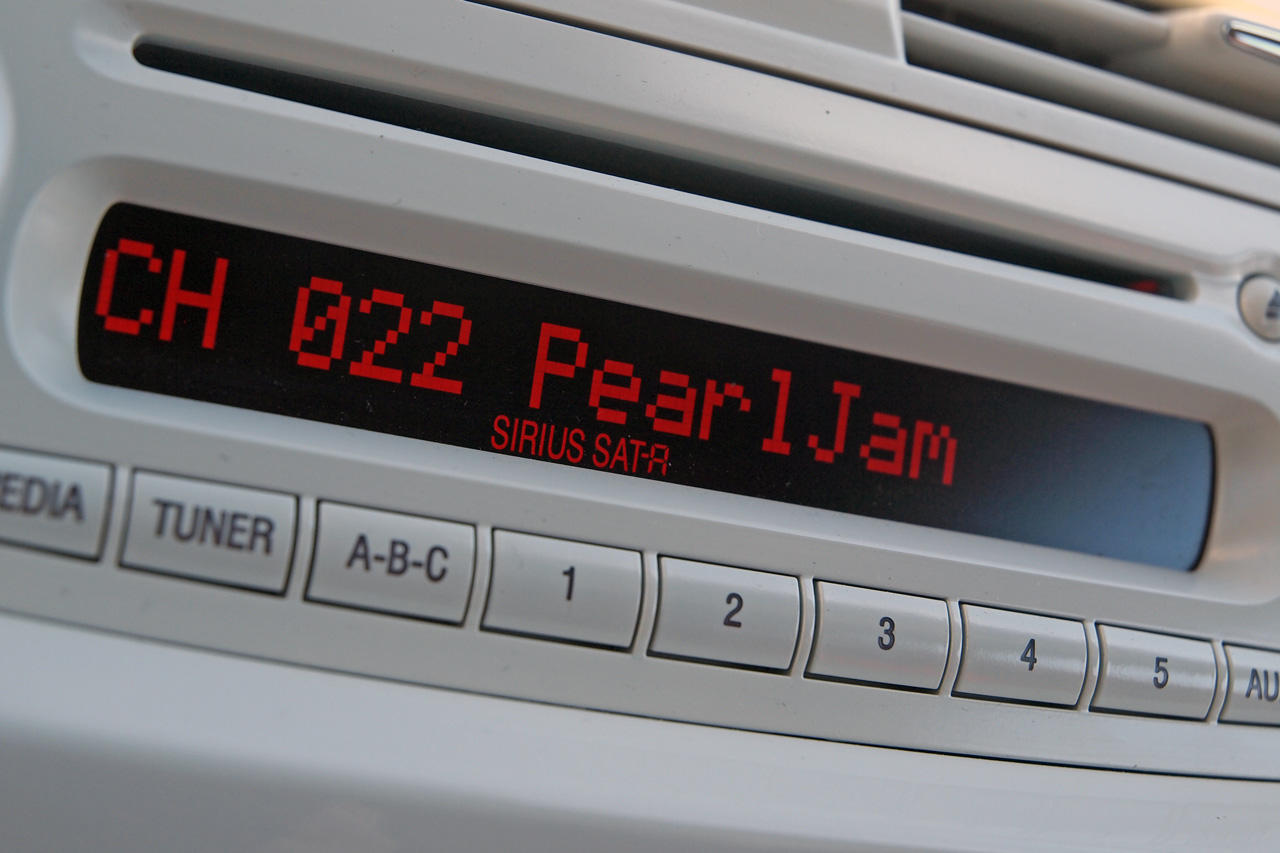 CH 022 PearlJam
SIRIUS SAT-A
EDIA TUNER A-B-C 1 2 3 4 5 AU